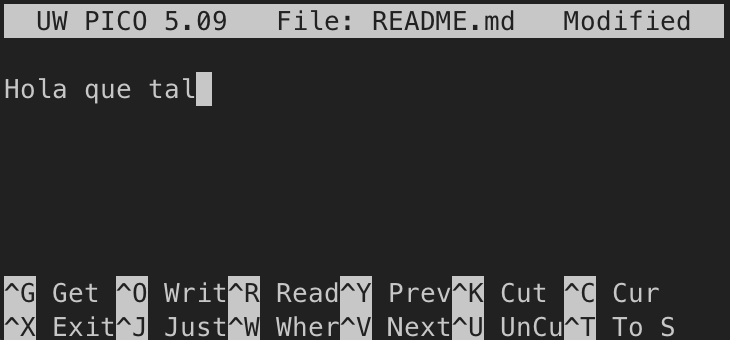 UW PICO 5.09 File: README.md Modified
Hola que tal
^G Get ^O Writ^R Read^Y Prev^K Cut ^C Cur
^X Exit^J Just^W Wher^V Next^U UnCu^T To S